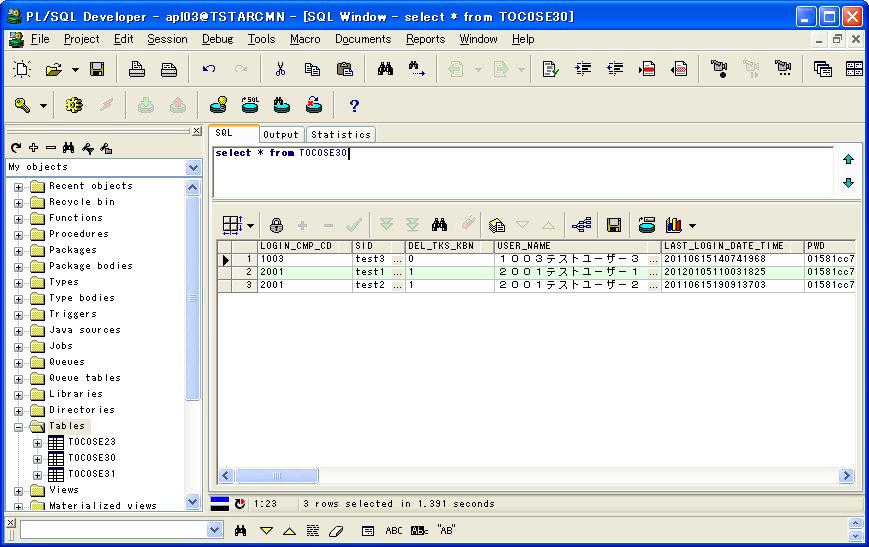 PL/SQL Developer - apl03@TSTARCMN - [SQL Window - select * from TOCOSE30]
File Project Edit Session Debug Tools Macro Documents Reports Window Help
SQL
?
SQL Output Statistics
select * from TOCOSE30
My objects
Recent objects
Recycle bin
Functions
Procedures
Packages
Package bodies
Types
Type bodies
Triggers
Java sources
Jobs
Queues
Queue tables
Libraries
Directories
Tables
TOCOSE23
TOCOSE30
TOCOSE31
Views
Materialized views
LOGIN_CMP_CD SID DEL_TKS_KBN USER_NAME LAST_LOGIN_DATE_TIME PWD
1 1003 test3 ... 0 １００３テストユーザー３ ... 20110615140741968 01581cc7
2 2001 test1 ... 1 ２００１テストユーザー１ ... 20120105110031825 01581cc7
3 2001 test2 ... 1 ２００１テストユーザー２ ... 20110615190913703 01581cc7
1:23 3 rows selected in 1.391 seconds
ABC "AB"